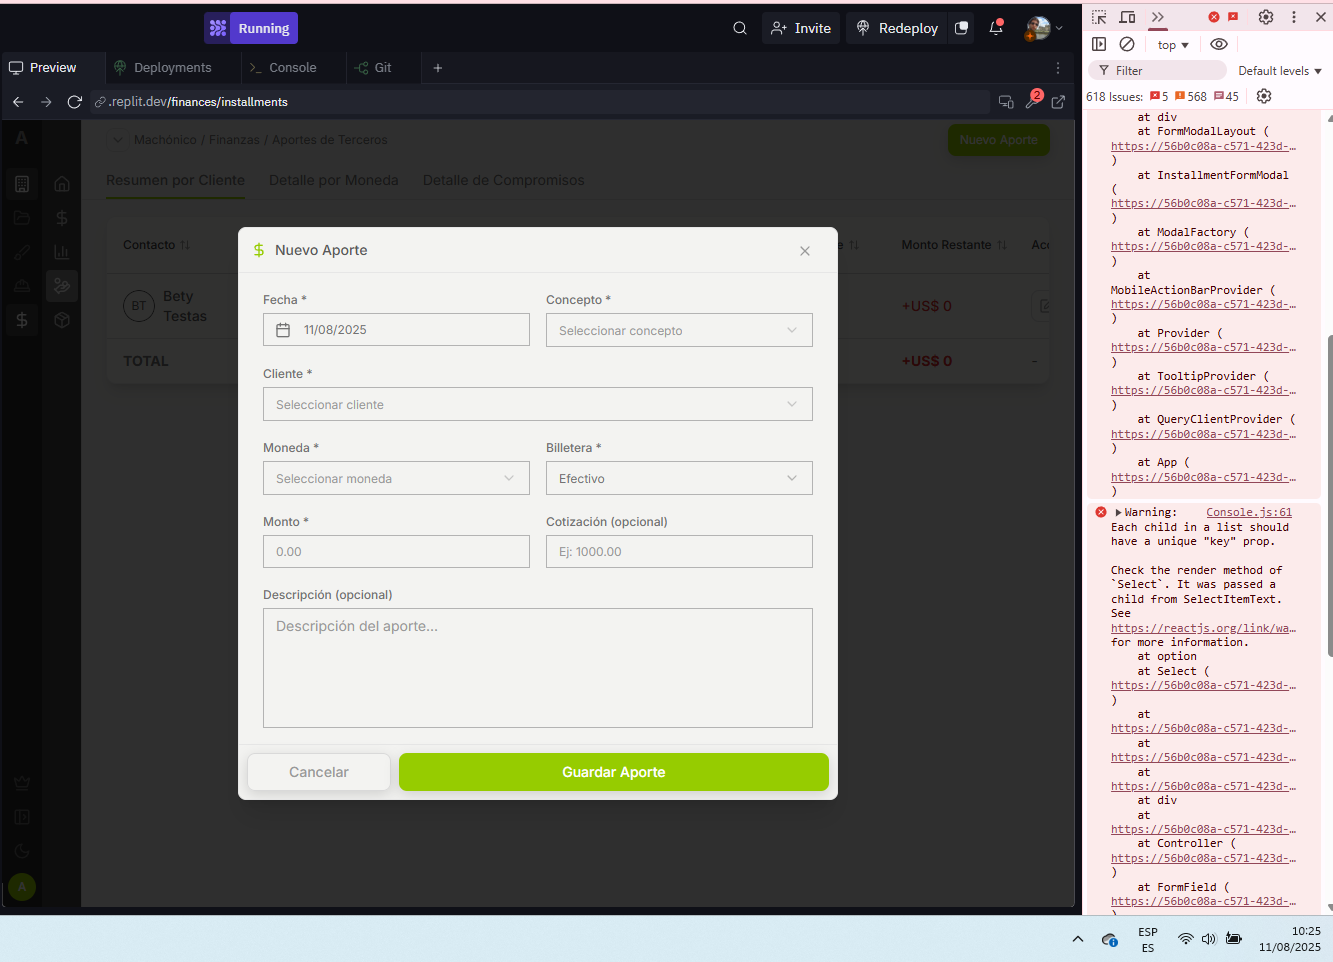 Running
Invite
Redeploy
Preview
Deployments
Console
Git
.replit.dev/finances/installments
2
A
Machónico / Finanzas / Aportes de Terceros
Nuevo Aporte
Resumen por Cliente
Detalle por Moneda
Detalle de Compromisos
Contacto
Monto Restante
BT
Bety
Testas
+US$ 0
TOTAL
+US$ 0
-
Nuevo Aporte
Fecha *
Concepto *
11/08/2025
Seleccionar concepto
Cliente *
Seleccionar cliente
Moneda *
Billetera *
Seleccionar moneda
Efectivo
Monto *
Cotización (opcional)
0.00
Ej: 1000.00
Descripción (opcional)
Descripción del aporte...
Cancelar
Guardar Aporte
A
top
Filter
Default levels
618 Issues: 5 568 45
at div
at FormModalLayout (
https://56b0c08a-c571-423d-…
)
at InstallmentFormModal
(
https://56b0c08a-c571-423d-…
)
at ModalFactory (
https://56b0c08a-c571-423d-…
)
at
MobileActionBarProvider (
https://56b0c08a-c571-423d-…
)
at Provider (
https://56b0c08a-c571-423d-…
)
at TooltipProvider (
https://56b0c08a-c571-423d-…
)
at QueryClientProvider (
https://56b0c08a-c571-423d-…
)
at App (
https://56b0c08a-c571-423d-…
)
Warning: Console.js:61
Each child in a list should
have a unique "key" prop.
Check the render method of
`Select`. It was passed a
child from SelectItemText.
See
https://reactjs.org/link/wa…
for more information.
at option
at Select (
https://56b0c08a-c571-423d-…
)
at
https://56b0c08a-c571-423d-…
at
https://56b0c08a-c571-423d-…
at
https://56b0c08a-c571-423d-…
at div
at
https://56b0c08a-c571-423d-…
at Controller (
https://56b0c08a-c571-423d-…
)
at FormField (
https://56b0c08a-c571-423d-…
)
ESP
ES
10:25
11/08/2025